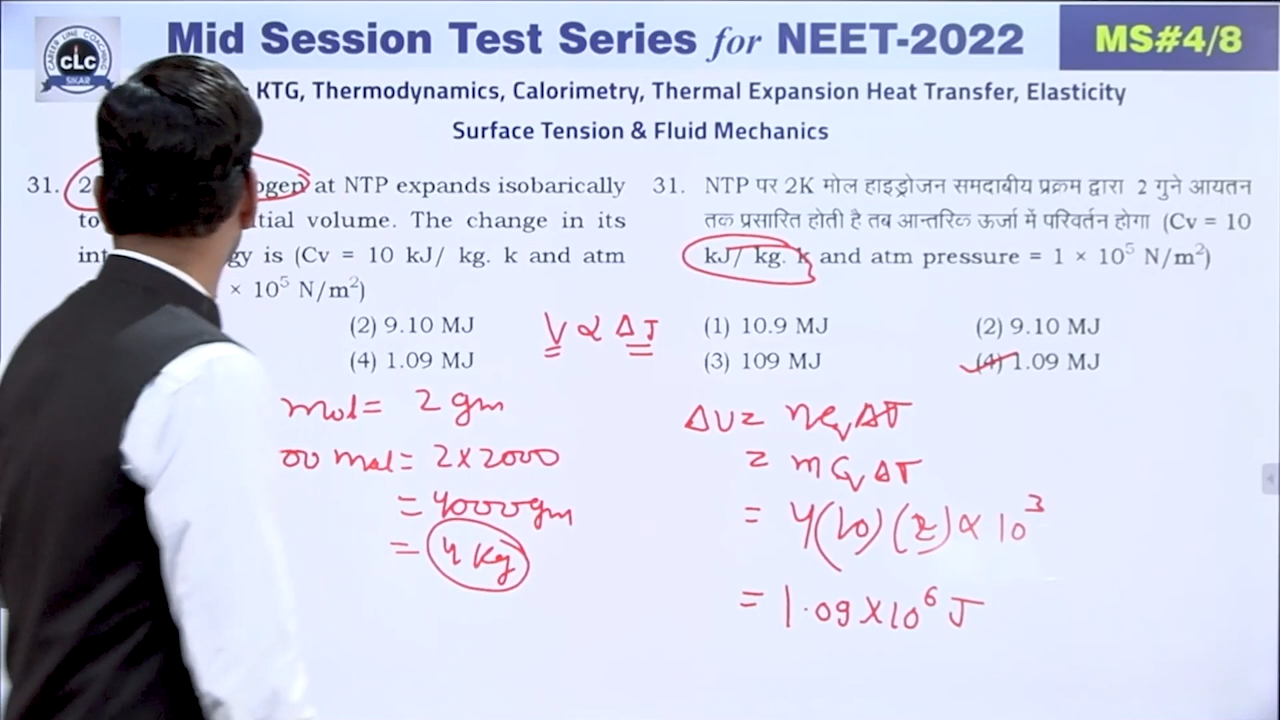 Mid Session Test Series for NEET-2022
MS#4/8
CAREER LINE COACHING
CLC
SIKAR
KTG, Thermodynamics, Calorimetry, Thermal Expansion Heat Transfer, Elasticity
Surface Tension & Fluid Mechanics
31. 2 ogen at NTP expands isobarically
to tial volume. The change in its
int gy is (Cv = 10 kJ/ kg. k and atm
× 10⁵ N/m²)
(2) 9.10 MJ
(4) 1.09 MJ
V ∝ ΔT
31. NTP पर 2K मोल हाइड्रोजन समदाबीय प्रक्रम द्वारा 2 गुने आयतन
तक प्रसारित होती है तब आन्तरिक ऊर्जा में परिवर्तन होगा (Cv = 10
kJ/ kg. k and atm pressure = 1 × 10⁵ N/m²)
(1) 10.9 MJ (2) 9.10 MJ
(3) 109 MJ (4) 1.09 MJ
mol = 2 gm
00 mol = 2×2000
= 4000gm
= 4 kg
ΔU = nCvΔT
= mCvΔT
= 4(10)(2)×10³
= 1.09×10⁶ J